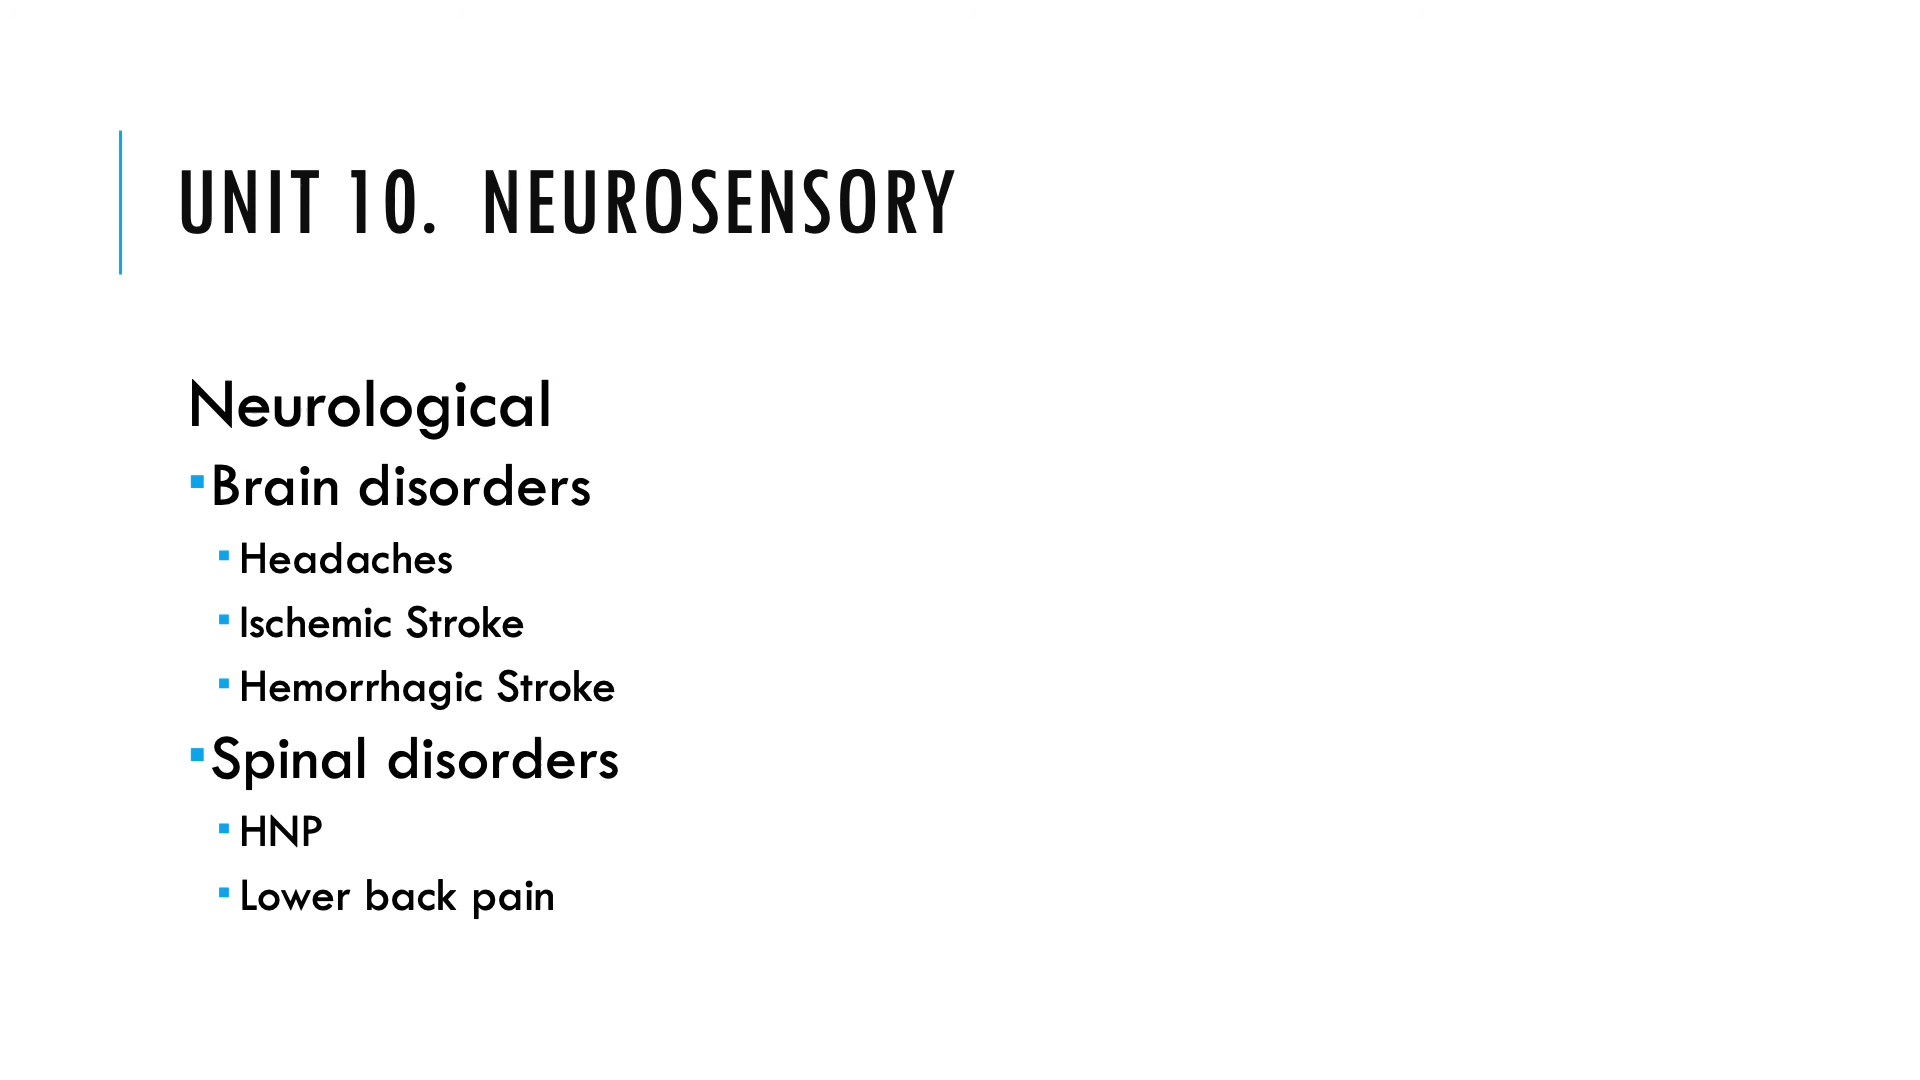 UNIT 10.  NEUROSENSORY
Neurological
▪Brain disorders
▪Headaches
▪Ischemic Stroke
▪Hemorrhagic Stroke
▪Spinal disorders
▪HNP
▪Lower back pain